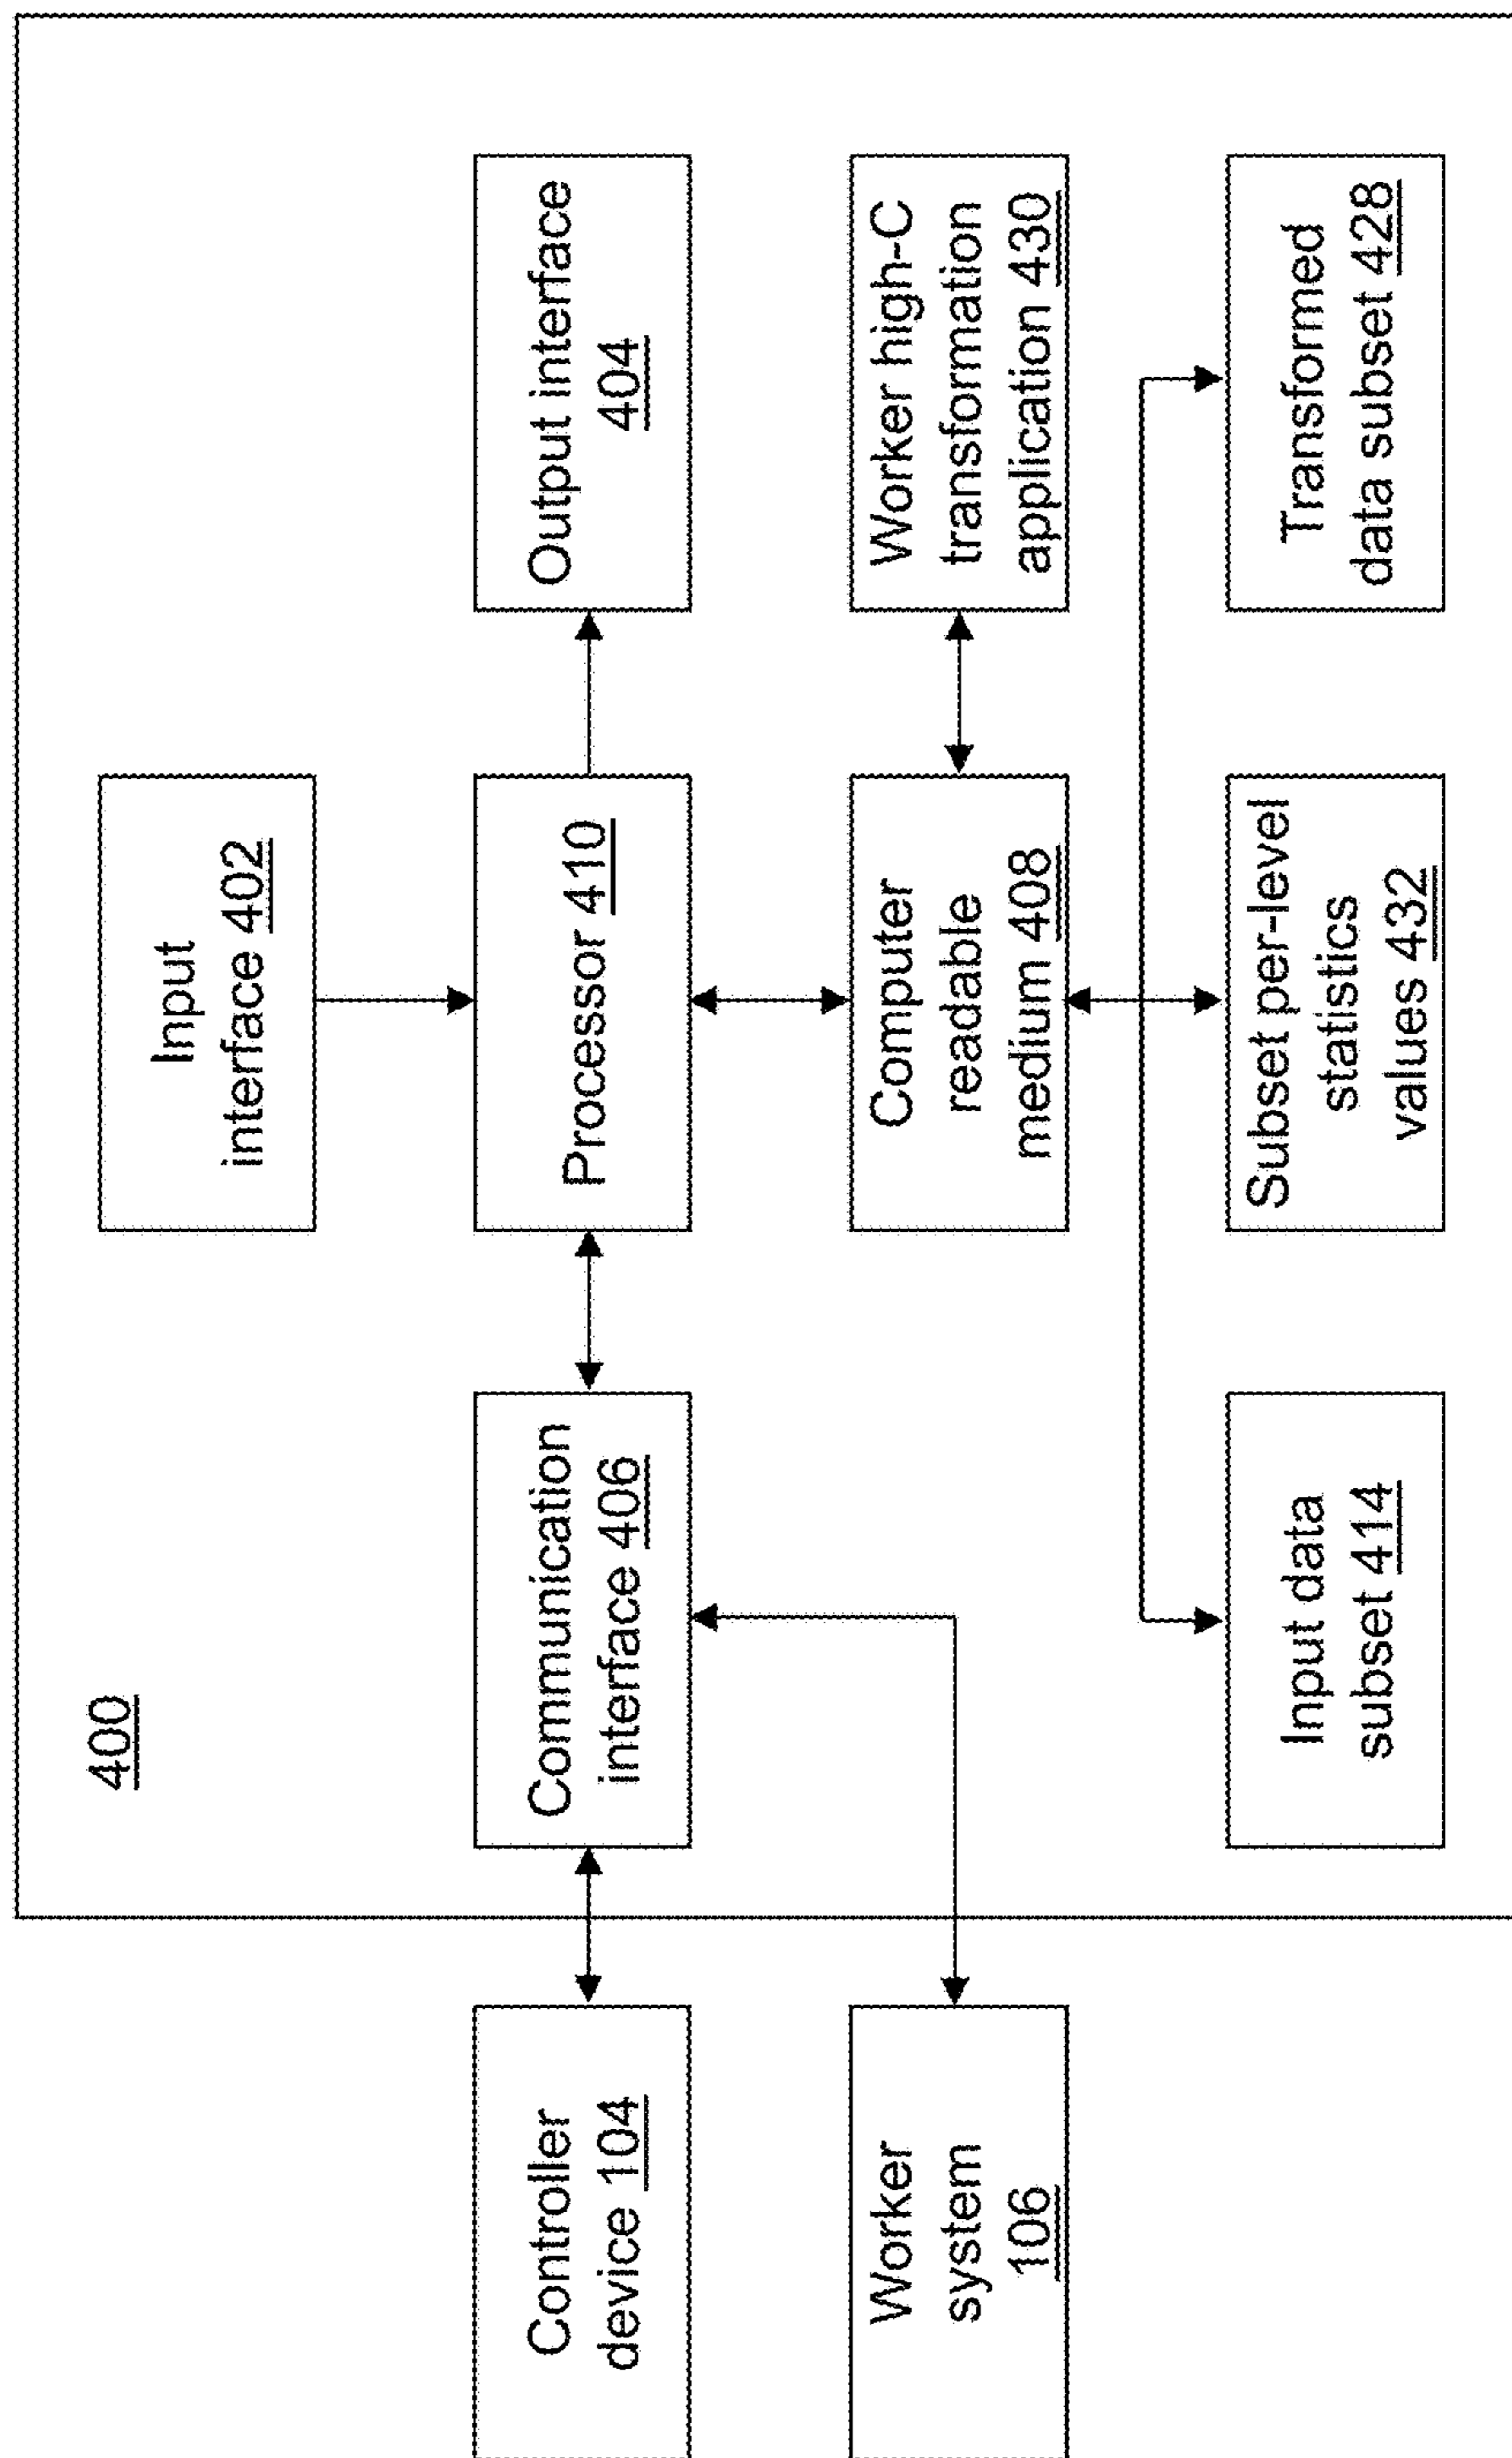 400
Input
interface 402
Controller
device 104
Communication
interface 406
Processor 410
Output interface
404
Worker
system
106
Computer
readable
medium 408
Worker high-C
transformation
application 430
Input data
subset 414
Subset per-level
statistics
values 432
Transformed
data subset 428